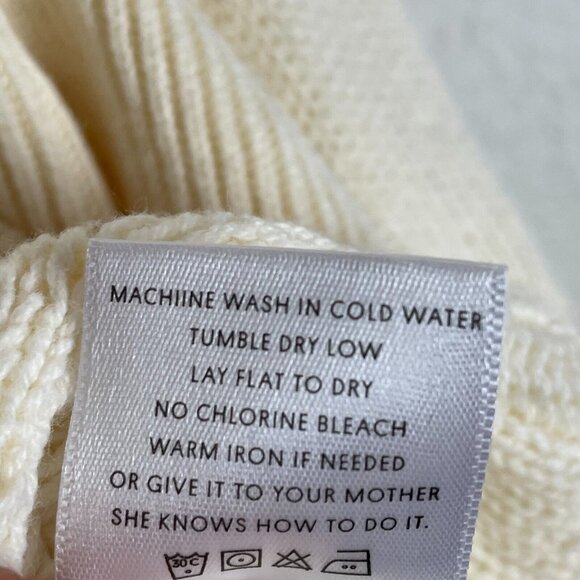 MACHIINE WASH IN COLD WATER
TUMBLE DRY LOW
LAY FLAT TO DRY
NO CHLORINE BLEACH
WARM IRON IF NEEDED
OR GIVE IT TO YOUR MOTHER
SHE KNOWS HOW TO DO IT.
30 C